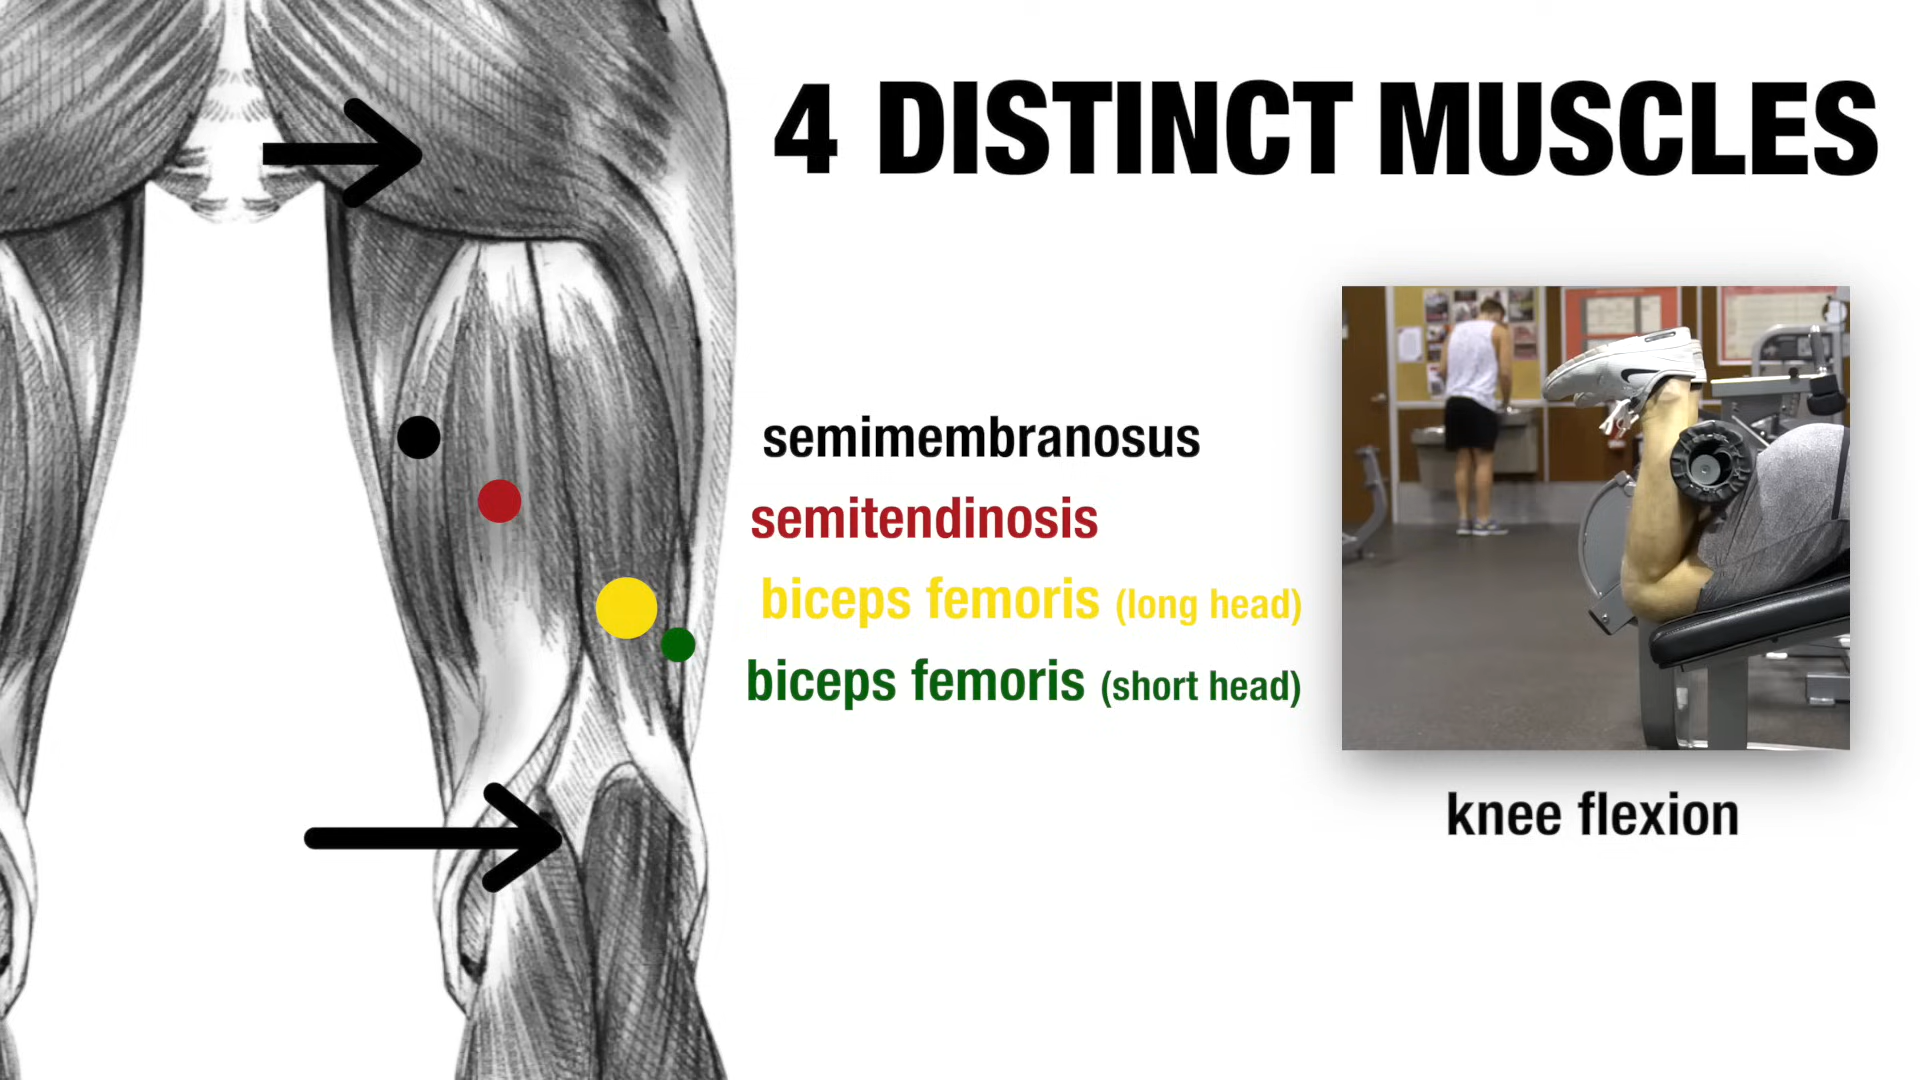 4 DISTINCT MUSCLES
semimembranosus
semitendinosis
biceps femoris (long head)
biceps femoris (short head)
knee flexion